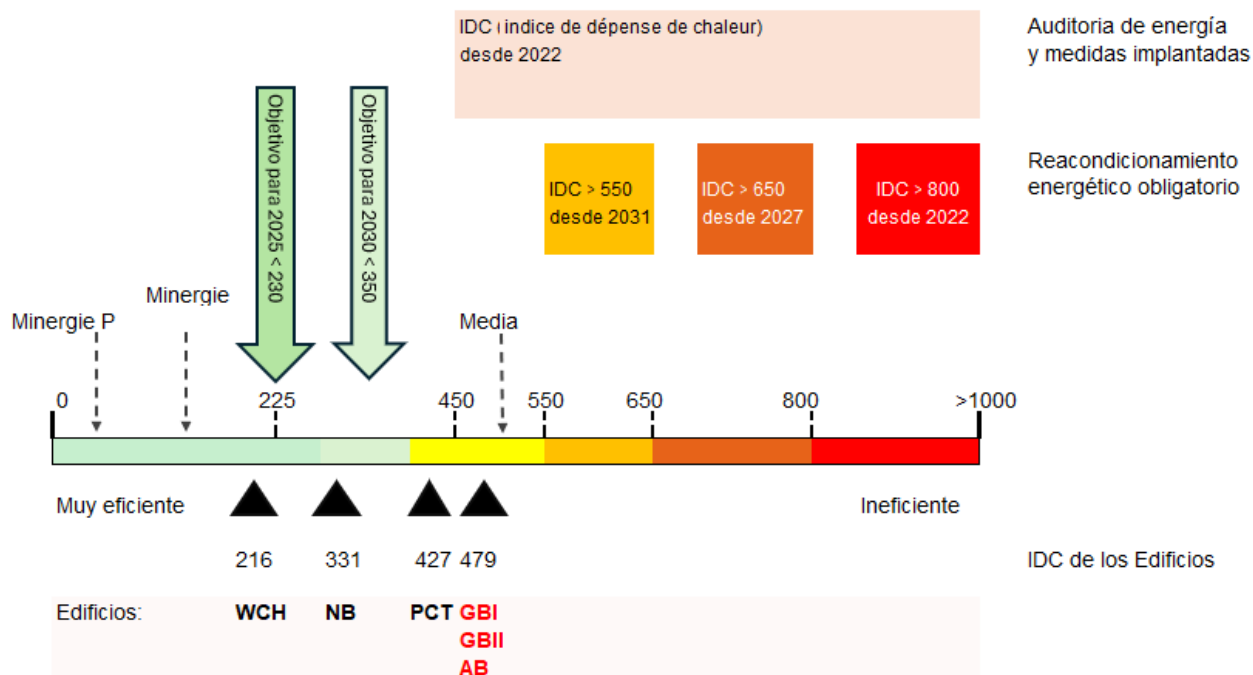 IDC (indice de dépense de chaleur)
desde 2022
Auditoria de energía
y medidas implantadas
Objetivo para 2025 < 230
Objetivo para 2030 < 350
IDC > 550
desde 2031
IDC > 650
desde 2027
IDC > 800
desde 2022
Reacondicionamiento
energético obligatorio
Minergie P
Minergie
Media
0 225 450 550 650 800 >1000
Muy eficiente
Ineficiente
216 331 427 479
IDC de los Edificios
Edificios: WCH NB PCT GBI
GBII
AB